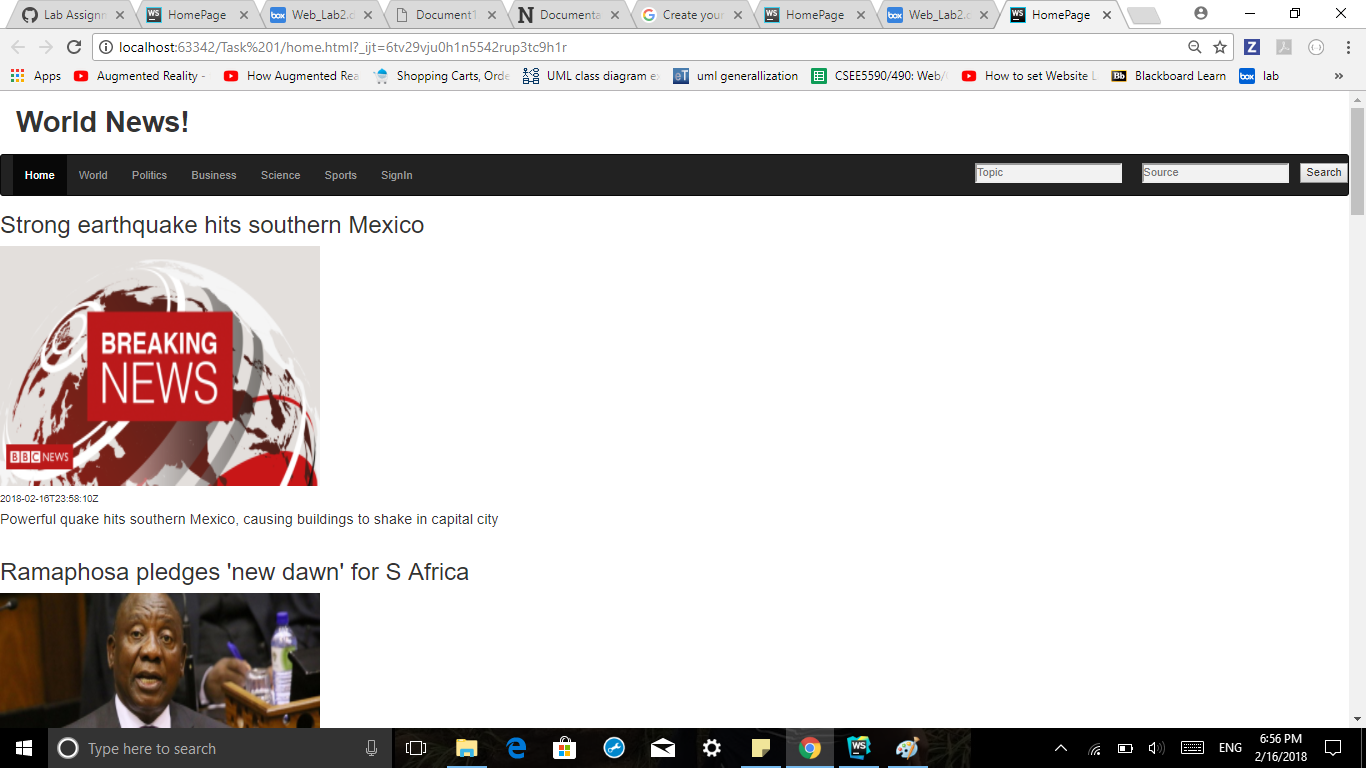 Lab Assignm
HomePage
Web_Lab2.d
Document1
Documenta
Create your
HomePage
Web_Lab2.d
HomePage
localhost:63342/Task%201/home.html?_ijt=6tv29vju0h1n5542rup3tc9h1r
Apps
Augmented Reality -
How Augmented Rea
Shopping Carts, Orde
UML class diagram ex
uml generallization
CSEE5590/490: Web/
How to set Website L
Blackboard Learn
lab
World News!
Home World Politics Business Science Sports SignIn Topic Source Search
Strong earthquake hits southern Mexico
BREAKING
NEWS
BBC NEWS
2018-02-16T23:58:10Z
Powerful quake hits southern Mexico, causing buildings to shake in capital city
Ramaphosa pledges 'new dawn' for S Africa
Type here to search
ENG
6:56 PM
2/16/2018